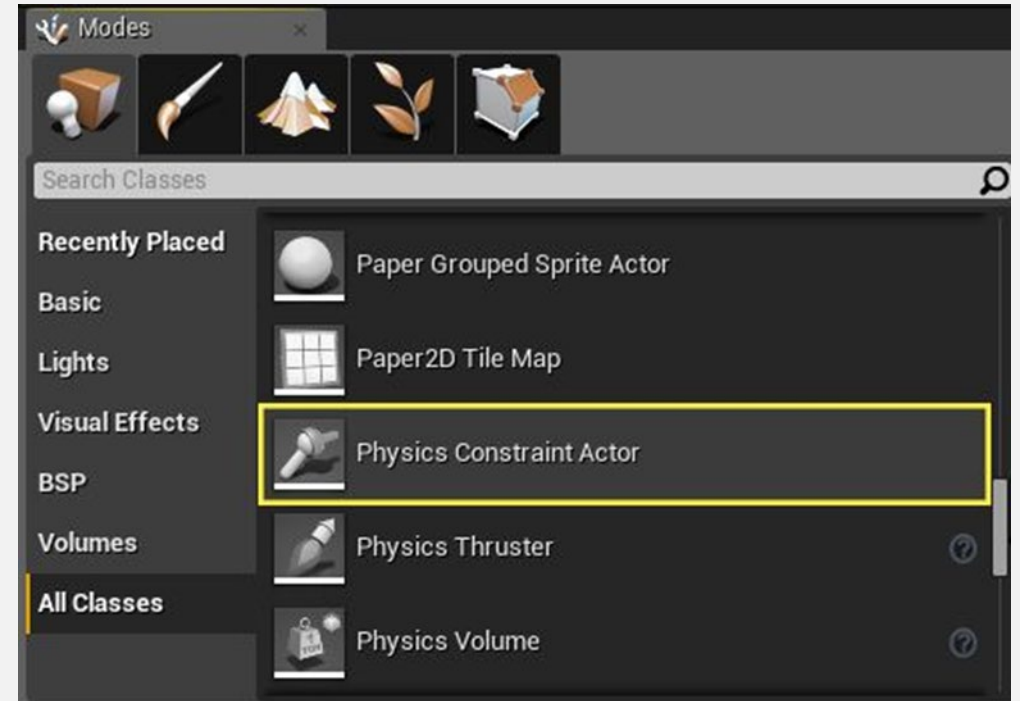 Modes
Search Classes
Recently Placed
Basic
Lights
Visual Effects
BSP
Volumes
All Classes
Paper Grouped Sprite Actor
Paper2D Tile Map
Physics Constraint Actor
Physics Thruster
?
Physics Volume
?